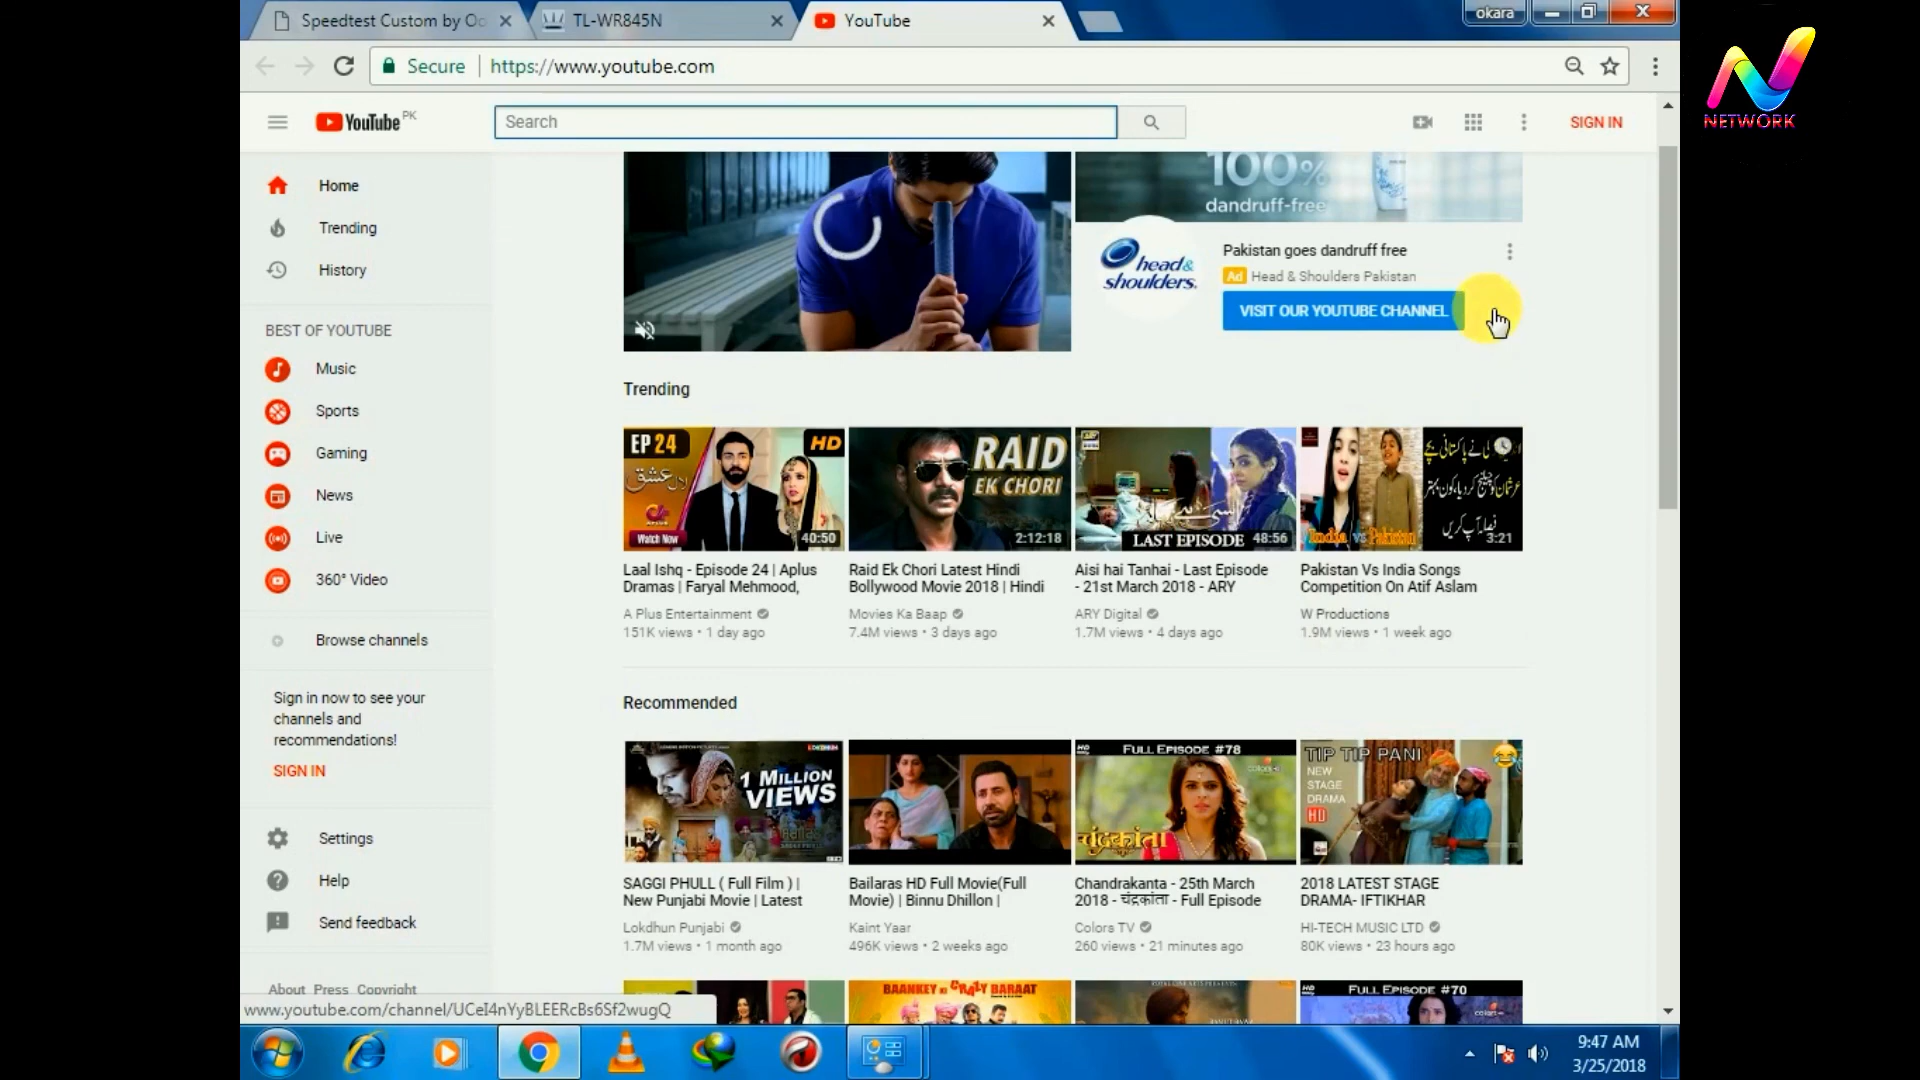 Speedtest Custom by Oo
TL-WR845N
YouTube
okara
Secure
https://www.youtube.com
NETWORK
YouTube PK
Search
SIGN IN
Home
Trending
History
BEST OF YOUTUBE
Music
Sports
Gaming
News
Live
360° Video
Browse channels
Sign in now to see your
channels and
recommendations!
SIGN IN
Settings
Help
Send feedback
About Press Copyright
www.youtube.com/channel/UCeI4nYyBLEERcBs6Sf2wugQ
100%
dandruff-free
head&
shoulders.
Pakistan goes dandruff free
Ad Head & Shoulders Pakistan
VISIT OUR YOUTUBE CHANNEL
Trending
EP 24
HD
عشق
Watch Now
40:50
RAID
EK CHORI
2:12:18
LAST EPISODE
48:56
India vs Pakistan
3:21
Laal Ishq - Episode 24 | Aplus
Dramas | Faryal Mehmood,
A Plus Entertainment
151K views • 1 day ago
Raid Ek Chori Latest Hindi
Bollywood Movie 2018 | Hindi
Movies Ka Baap
7.4M views • 3 days ago
Aisi hai Tanhai - Last Episode
- 21st March 2018 - ARY
ARY Digital
1.7M views • 4 days ago
Pakistan Vs India Songs
Competition On Atif Aslam
W Productions
1.9M views • 1 week ago
Recommended
1 MILLION
VIEWS
FULL EPISODE #78
चंद्रकांता
TIP TIP PANI
NEW
STAGE
DRAMA
HD
SAGGI PHULL ( Full Film ) |
New Punjabi Movie | Latest
Lokdhun Punjabi
1.7M views • 1 month ago
Bailaras HD Full Movie(Full
Movie) | Binnu Dhillon |
Kaint Yaar
496K views • 2 weeks ago
Chandrakanta - 25th March
2018 - चंद्रकांता - Full Episode
Colors TV
260 views • 21 minutes ago
2018 LATEST STAGE
DRAMA- IFTIKHAR
HI-TECH MUSIC LTD
80K views • 23 hours ago
FULL EPISODE #70
9:47 AM
3/25/2018